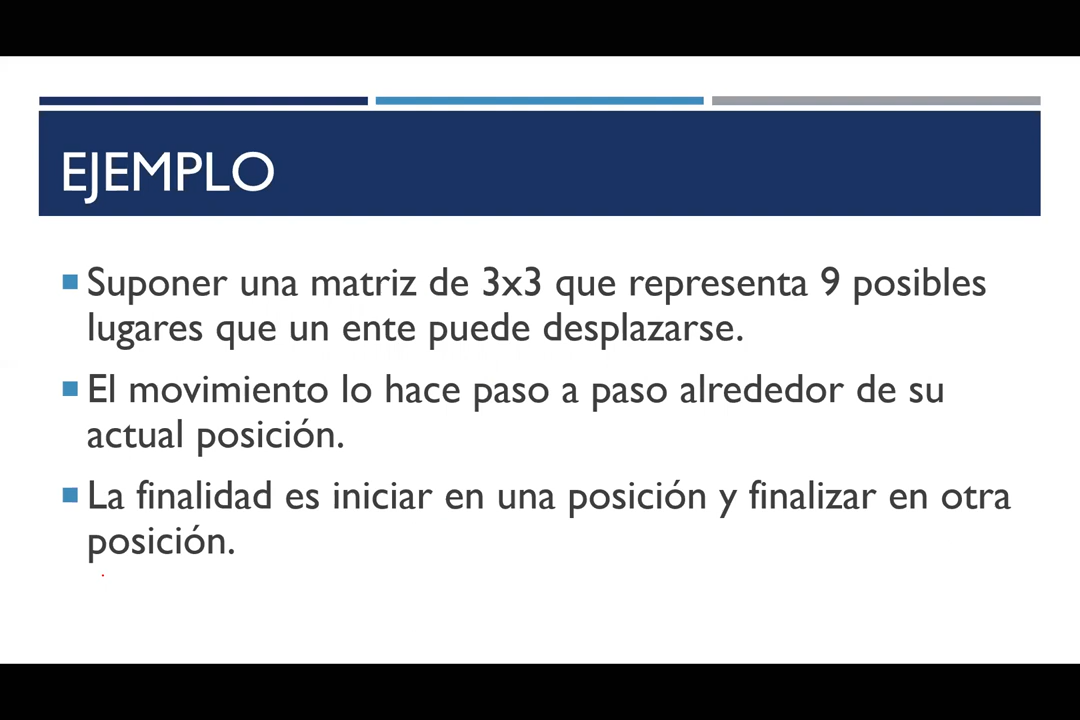 EJEMPLO
Suponer una matriz de 3x3 que representa 9 posibles
lugares que un ente puede desplazarse.
El movimiento lo hace paso a paso alrededor de su
actual posición.
La finalidad es iniciar en una posición y finalizar en otra
posición.